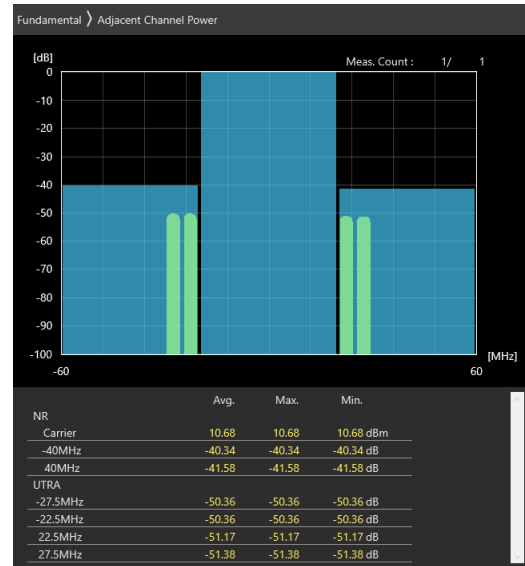 Fundamental 〉 Adjacent Channel Power
[dB]
Meas. Count : 1/ 1
0
-10
-20
-30
-40
-50
-60
-70
-80
-90
-100
[MHz]
-60 60
Avg. Max. Min.
NR
Carrier 10.68 10.68 10.68 dBm
-40MHz -40.34 -40.34 -40.34 dB
40MHz -41.58 -41.58 -41.58 dB
UTRA
-27.5MHz -50.36 -50.36 -50.36 dB
-22.5MHz -50.36 -50.36 -50.36 dB
22.5MHz -51.17 -51.17 -51.17 dB
27.5MHz -51.38 -51.38 -51.38 dB